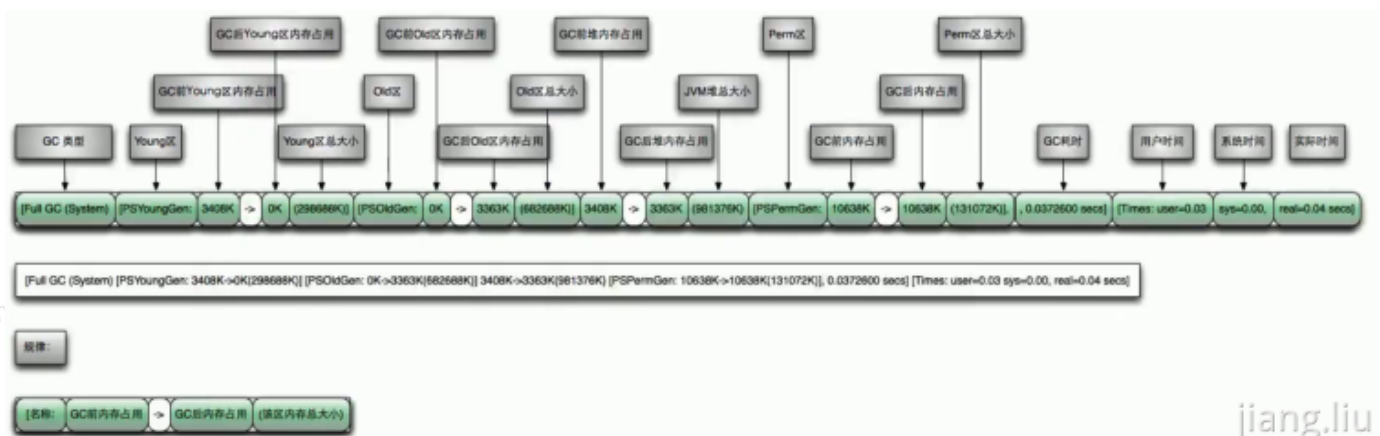 GC后Young区内存占用 GC前Old区内存占用 GC前堆内存占用 Perm区 Perm区总大小
GC前Young区内存占用 Old区 Old区总大小 JVM堆总大小 GC后内存占用
GC 类型 Young区 Young区总大小 GC后Old区内存占用 GC后堆内存占用 GC前内存占用 GC耗时 用户时间 系统时间 实际时间
[Full GC (System) [PSYoungGen: 3408K -> 0K (298688K)] [PSOldGen: 0K -> 3363K (682688K)] 3408K -> 3363K (981376K) [PSPermGen: 10638K -> 10638K (131072K)], , 0.0372600 secs] [Times: user=0.03 sys=0.00, real=0.04 secs]
[Full GC (System) [PSYoungGen: 3408K->0K(298688K)] [PSOldGen: 0K->3363K(682688K)] 3408K->3363K(981376K) [PSPermGen: 10638K->10638K(131072K)], 0.0372600 secs] [Times: user=0.03 sys=0.00, real=0.04 secs]
规律:
[名称: GC前内存占用 -> GC后内存占用 (该区内存总大小)
jiang.liu